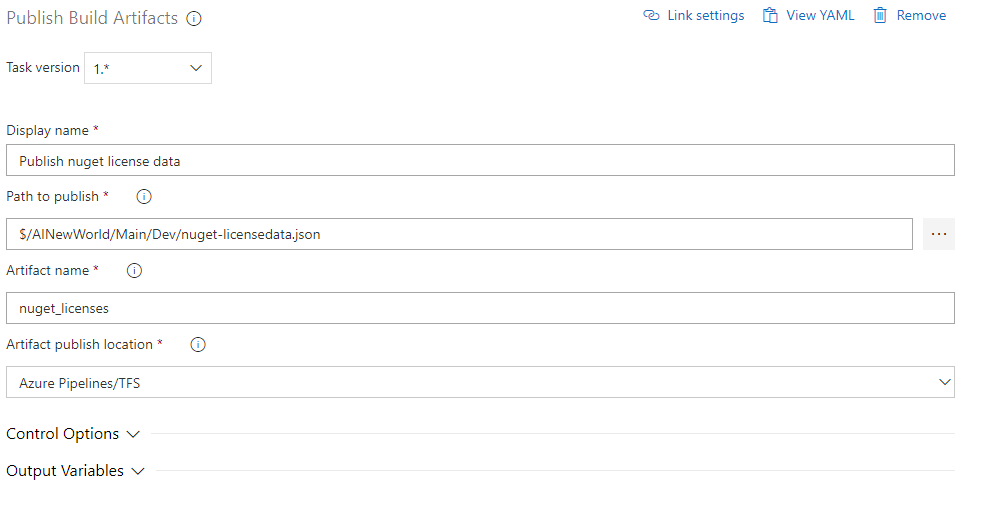 Publish Build Artifacts
Link settings View YAML Remove
Task version 1.*
Display name *
Publish nuget license data
Path to publish *
$/AINewWorld/Main/Dev/nuget-licensedata.json
Artifact name *
nuget_licenses
Artifact publish location *
Azure Pipelines/TFS
Control Options
Output Variables